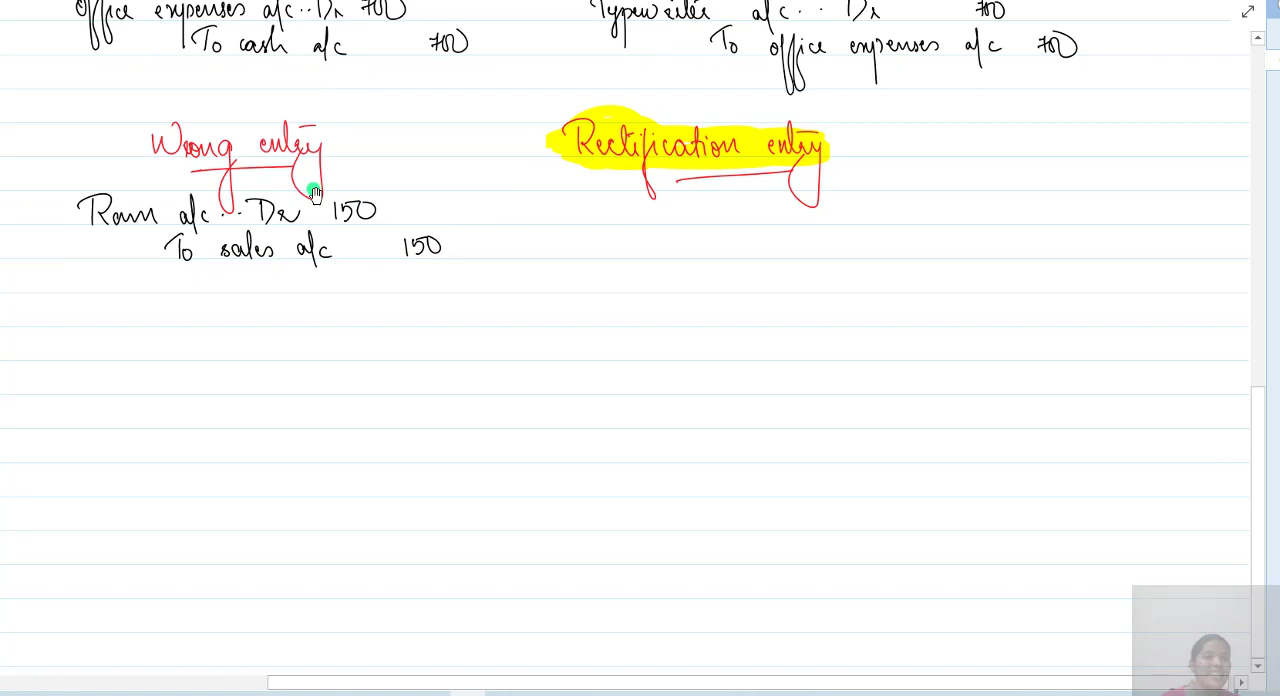 Office expenses a/c .. Dr 700
To cash a/c 700
Typewriter a/c ... Dr 700
To office expenses a/c 700
Wrong entry
Ram a/c ... Dr 150
To sales a/c 150
Rectification entry